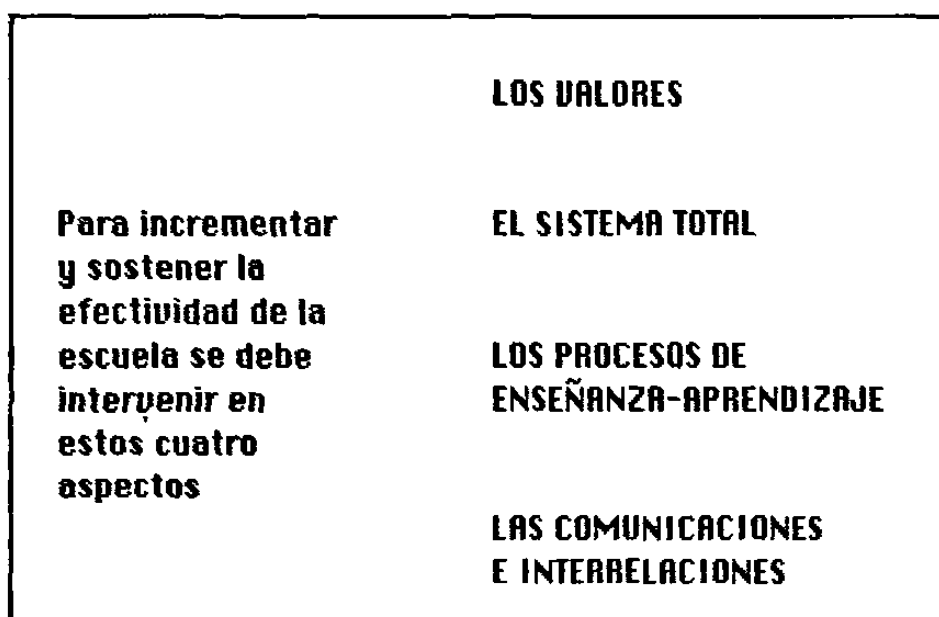 LOS VALORES
Para incrementar
y sostener la
efectividad de la
escuela se debe
intervenir en
estos cuatro
aspectos
EL SISTEMA TOTAL
LOS PROCESOS DE
ENSEÑANZA-APRENDIZAJE
LAS COMUNICACIONES
E INTERRELACIONES